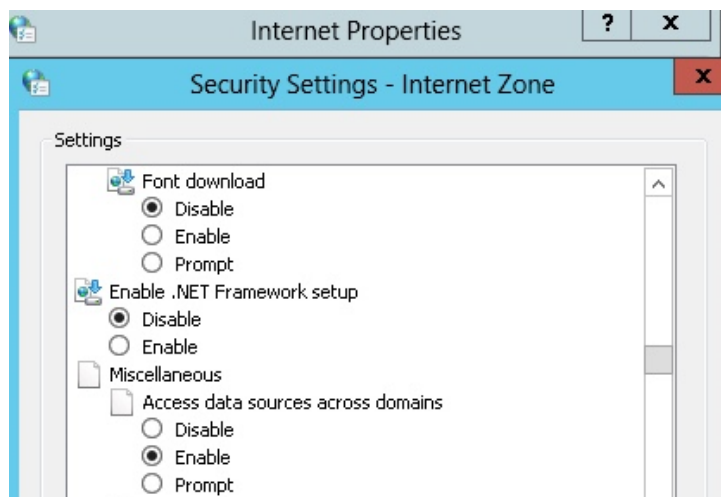 Internet Properties
?
x
Security Settings - Internet Zone
x
Settings
Font download
Disable
Enable
Prompt
Enable .NET Framework setup
Disable
Enable
Miscellaneous
Access data sources across domains
Disable
Enable
Prompt